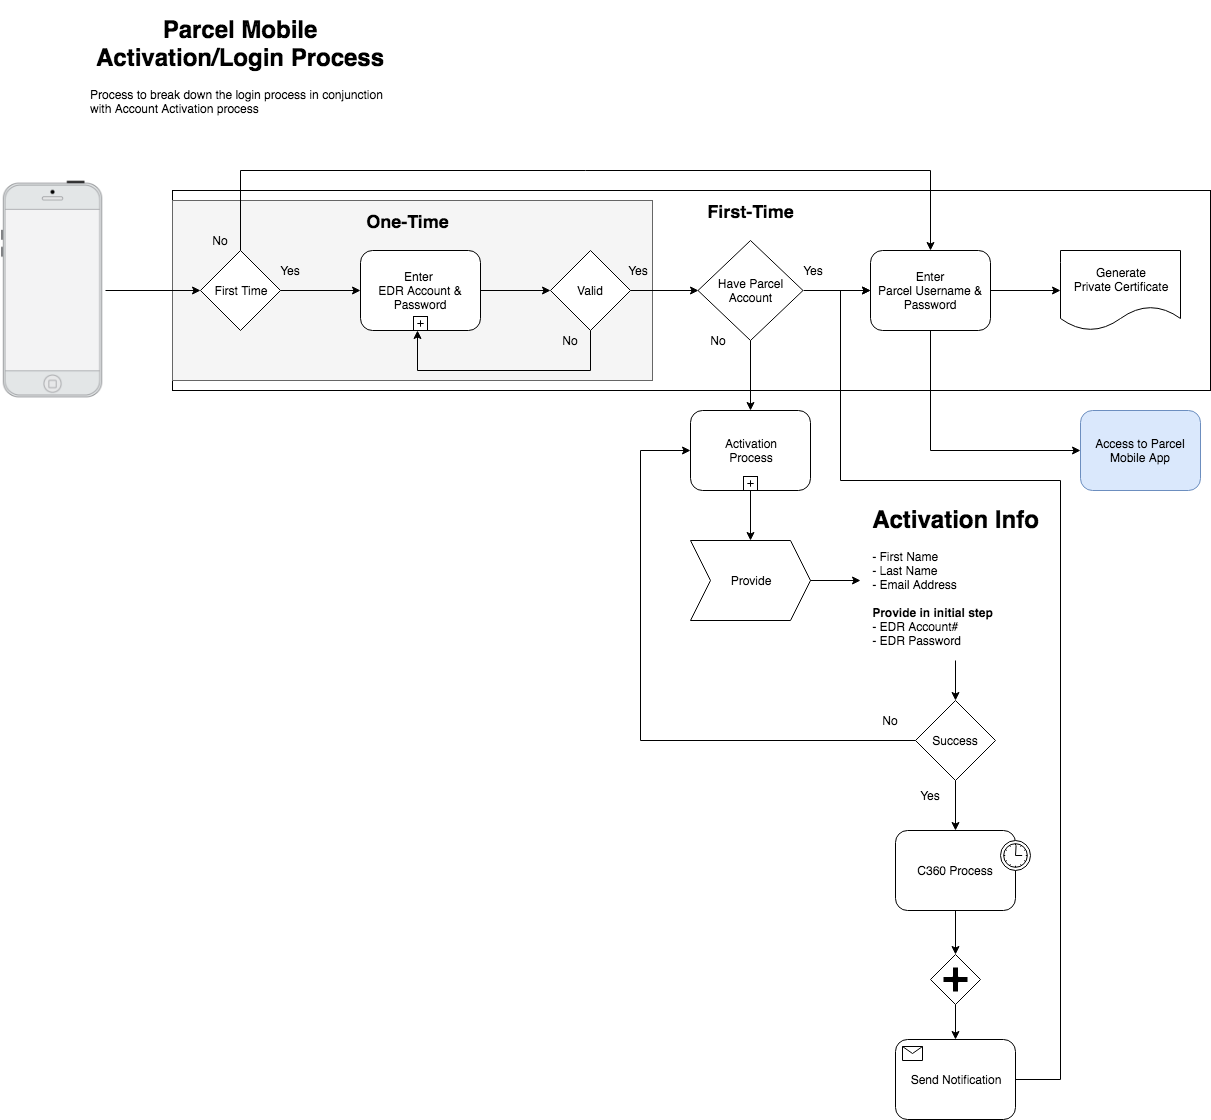 Parcel Mobile
Activation/Login Process
Process to break down the login process in conjunction
with Account Activation process
One-Time
First-Time
No
First Time
Yes
Enter
EDR Account &
Password
Valid
Yes
No
Have Parcel
Account
Yes
No
Enter
Parcel Username &
Password
Generate
Private Certificate
Activation
Process
Access to Parcel
Mobile App
Provide
Activation Info
- First Name
- Last Name
- Email Address
Provide in initial step
- EDR Account#
- EDR Password
No
Success
Yes
C360 Process
Send Notification